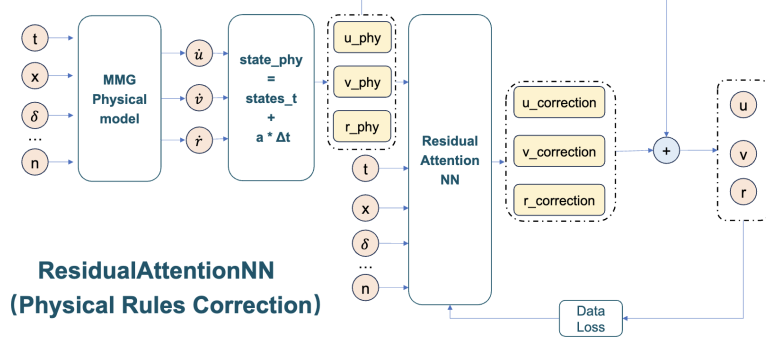 t
x
δ
...
n
MMG
Physical
model
u̇
v̇
ṙ
state_phy
=
states_t
+
a * Δt
u_phy
v_phy
r_phy
t
x
δ
...
n
Residual
Attention
NN
u_correction
v_correction
r_correction
+
u
v
r
Data
Loss
ResidualAttentionNN
(Physical Rules Correction)